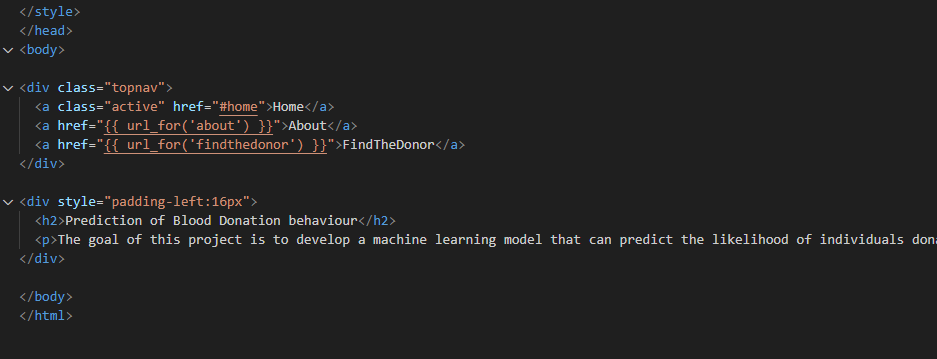 </style>
</head>
<body>
<div class="topnav">
<a class="active" href="#home">Home</a>
<a href="{{ url_for('about') }}">About</a>
<a href="{{ url_for('findthedonor') }}">FindTheDonor</a>
</div>
<div style="padding-left:16px">
<h2>Prediction of Blood Donation behaviour</h2>
<p>The goal of this project is to develop a machine learning model that can predict the likelihood of individuals dona
</div>
</body>
</html>